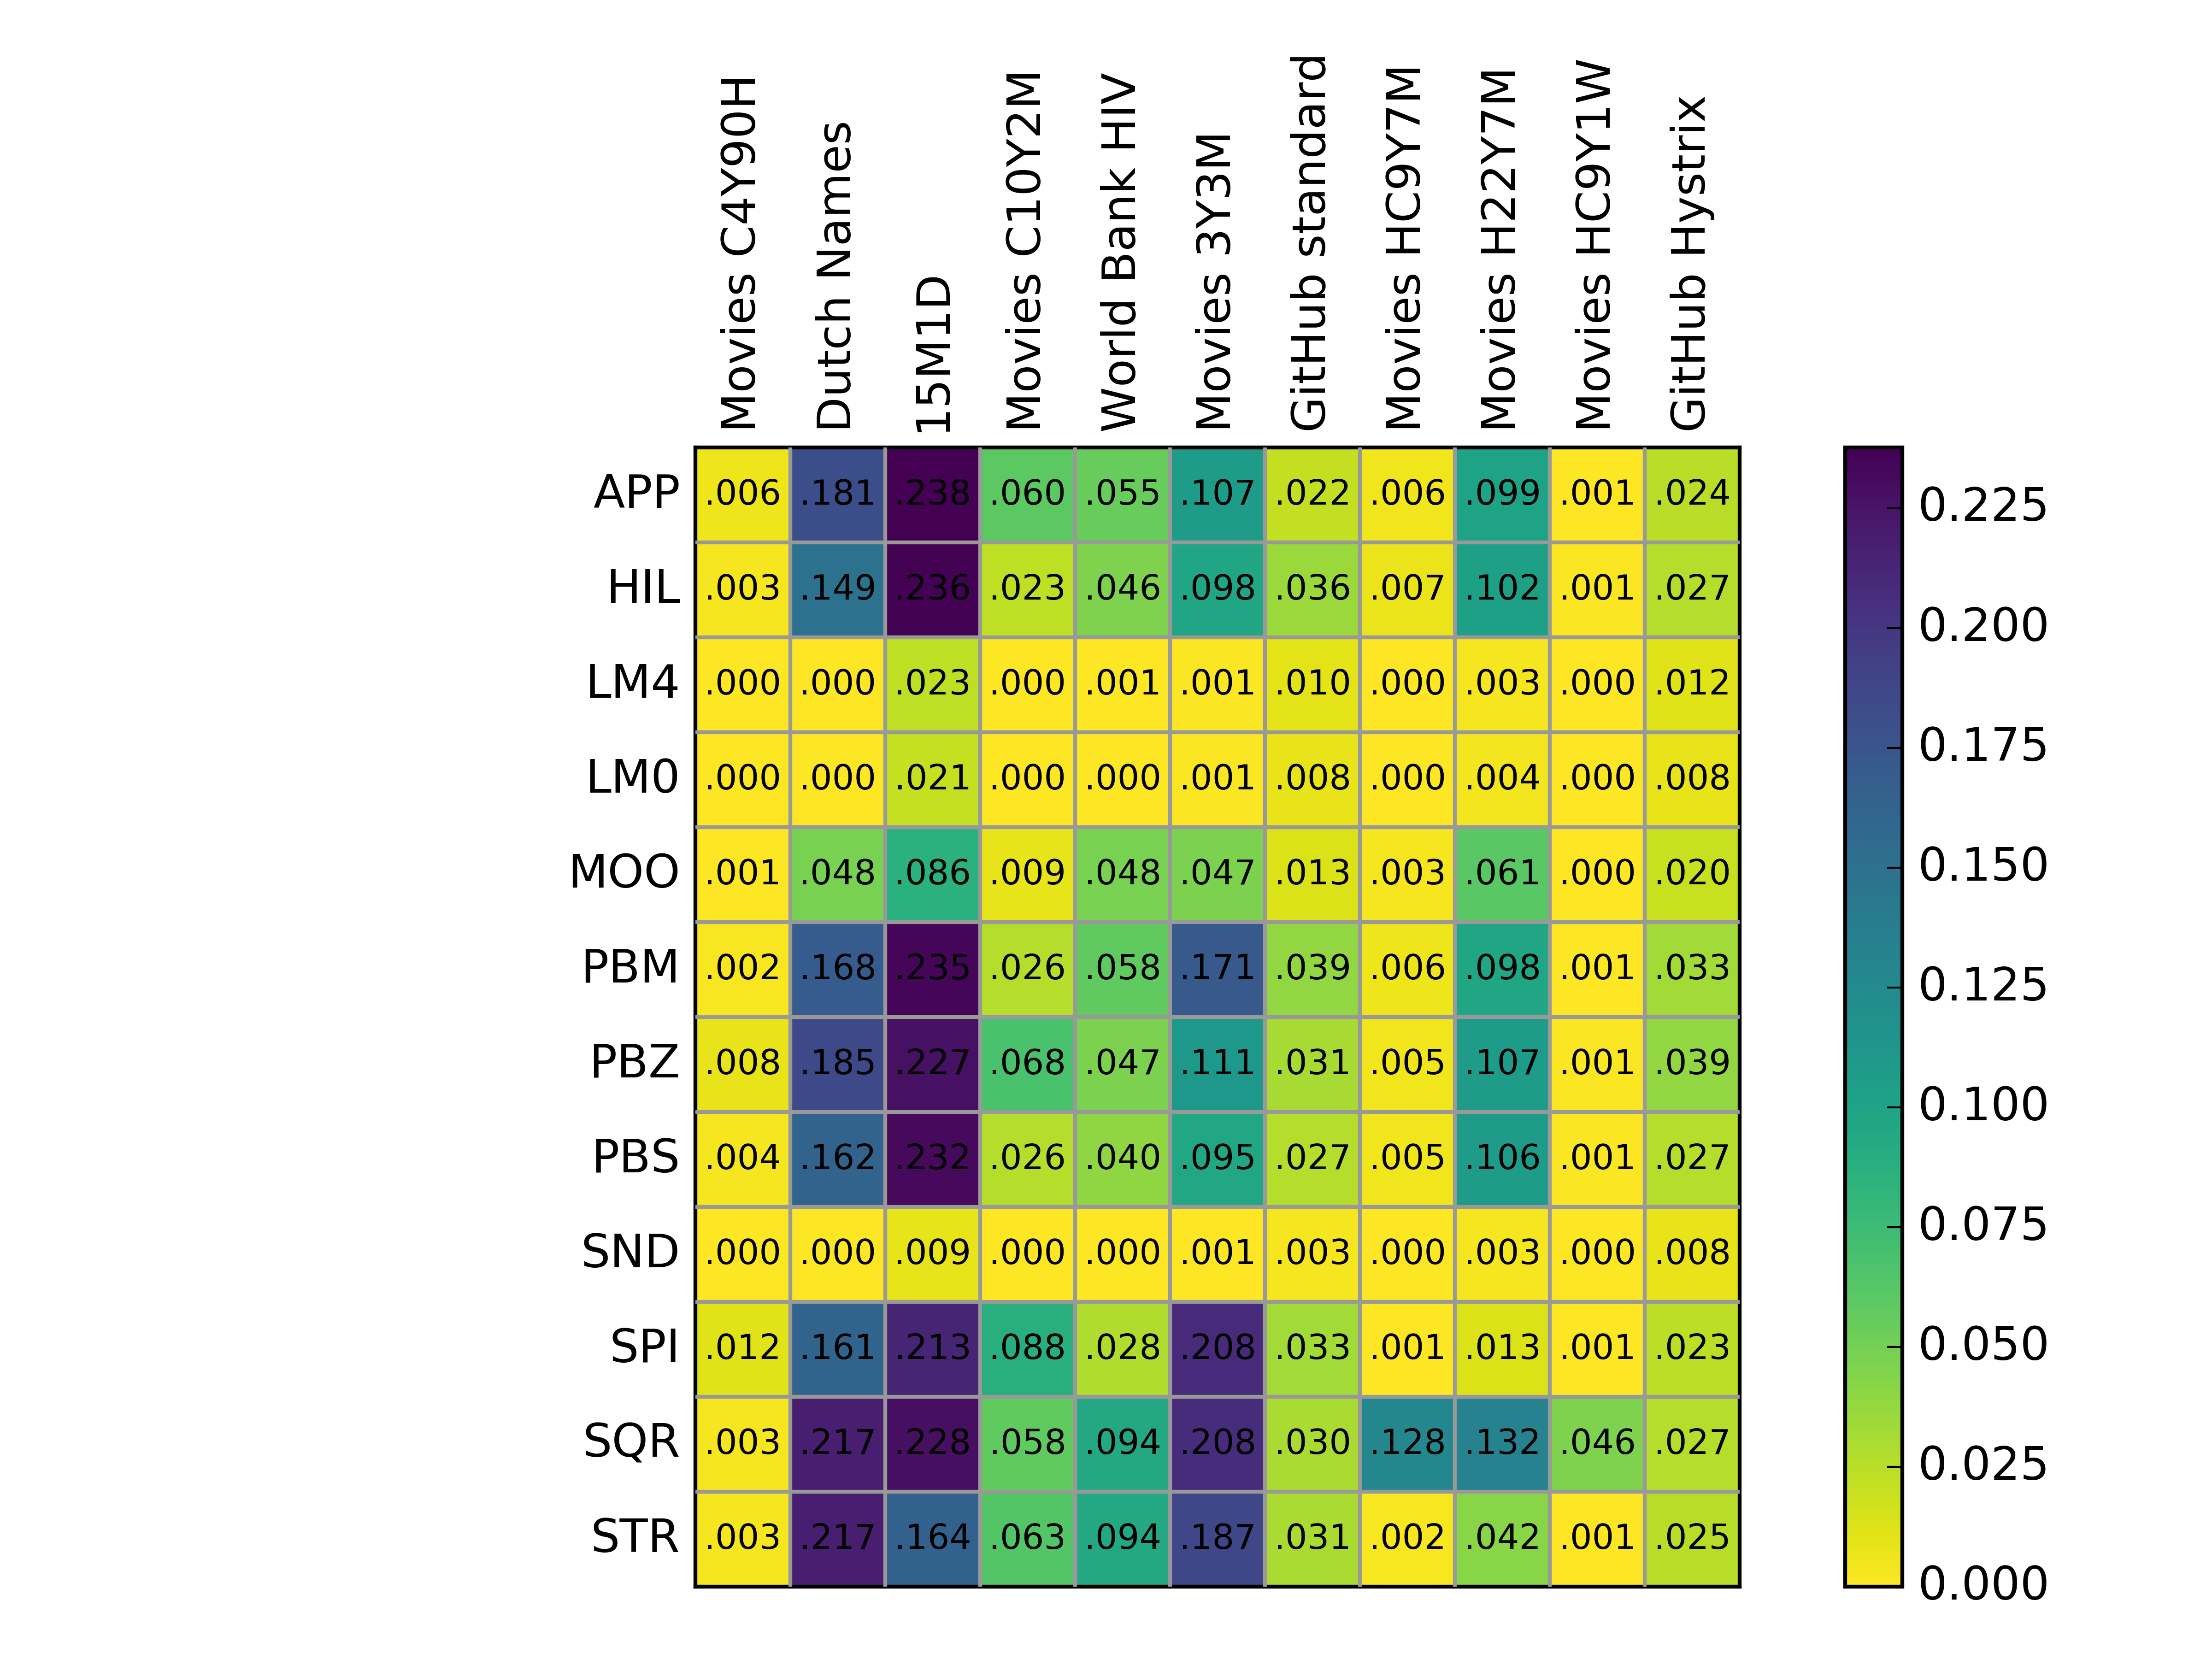 Movies C4Y90H
Dutch Names
15M1D
Movies C10Y2M
World Bank HIV
Movies 3Y3M
GitHub standard
Movies HC9Y7M
Movies H22Y7M
Movies HC9Y1W
GitHub Hystrix
APP .006 .181 .238 .060 .055 .107 .022 .006 .099 .001 .024
HIL .003 .149 .236 .023 .046 .098 .036 .007 .102 .001 .027
LM4 .000 .000 .023 .000 .001 .001 .010 .000 .003 .000 .012
LM0 .000 .000 .021 .000 .000 .001 .008 .000 .004 .000 .008
MOO .001 .048 .086 .009 .048 .047 .013 .003 .061 .000 .020
PBM .002 .168 .235 .026 .058 .171 .039 .006 .098 .001 .033
PBZ .008 .185 .227 .068 .047 .111 .031 .005 .107 .001 .039
PBS .004 .162 .232 .026 .040 .095 .027 .005 .106 .001 .027
SND .000 .000 .009 .000 .000 .001 .003 .000 .003 .000 .008
SPI .012 .161 .213 .088 .028 .208 .033 .001 .013 .001 .023
SQR .003 .217 .228 .058 .094 .208 .030 .128 .132 .046 .027
STR .003 .217 .164 .063 .094 .187 .031 .002 .042 .001 .025
0.225
0.200
0.175
0.150
0.125
0.100
0.075
0.050
0.025
0.000